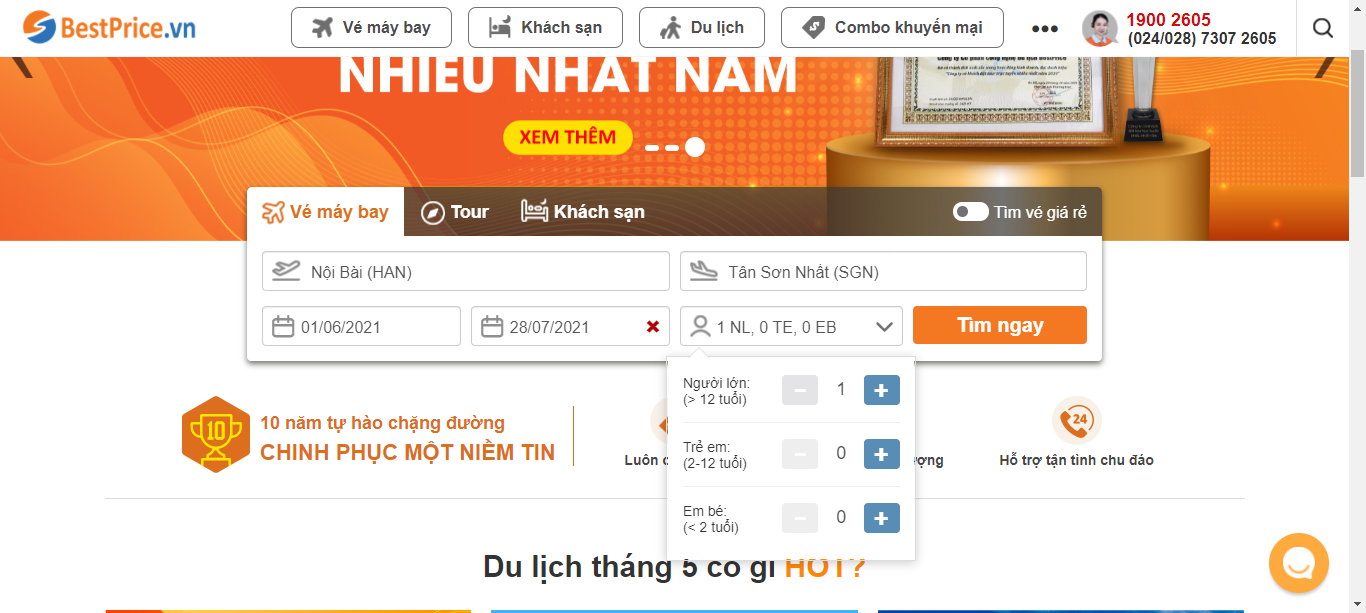 BestPrice.vn
Vé máy bay
Khách sạn
Du lịch
Combo khuyến mại
1900 2605
(024/028) 7307 2605
NHIỀU NHẤT NĂM
XEM THÊM
Vé máy bay
Tour
Khách sạn
Tìm vé giá rẻ
Nội Bài (HAN)
Tân Sơn Nhất (SGN)
01/06/2021
28/07/2021
1 NL, 0 TE, 0 EB
Tìm ngay
Người lớn:
(> 12 tuổi)
1
Trẻ em:
(2-12 tuổi)
0
Em bé:
(< 2 tuổi)
0
10
10 năm tự hào chặng đường
CHINH PHỤC MỘT NIỀM TIN
Luôn
ượng
24
Hỗ trợ tận tình chu đáo
Du lịch tháng 5 có gì HOT?